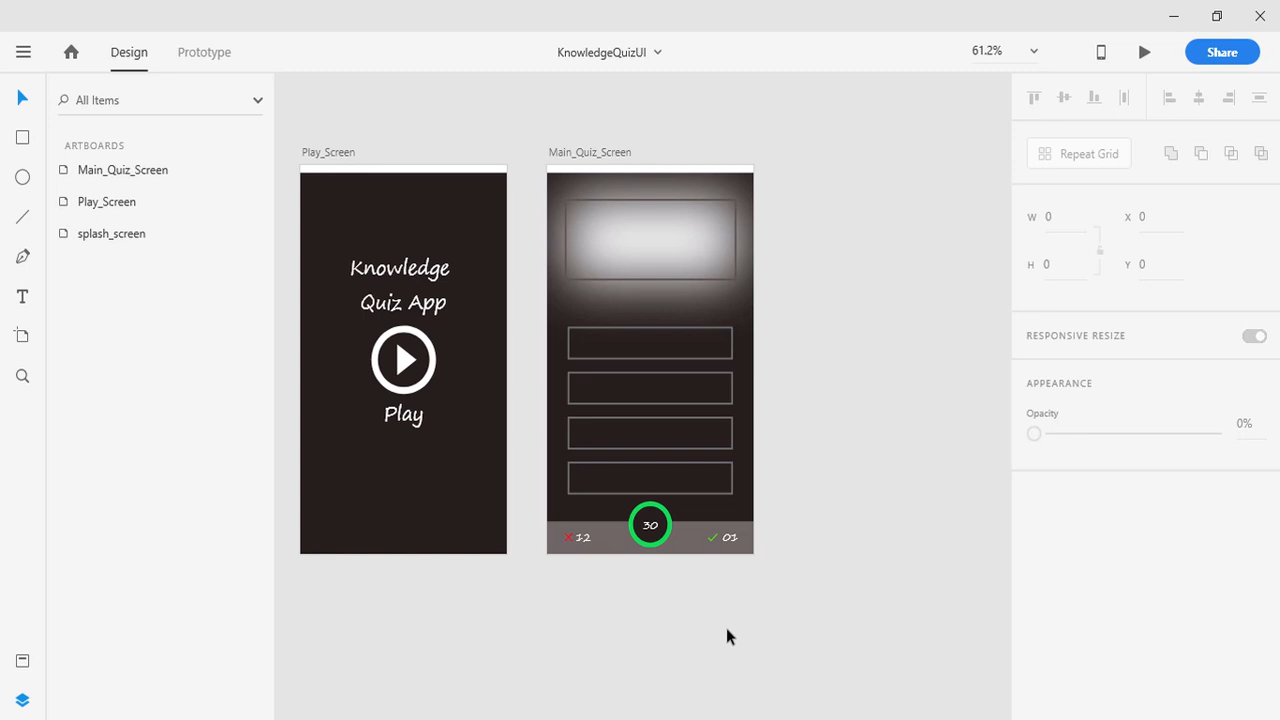 Design
Prototype
KnowledgeQuizUI
61.2%
Share
All Items
ARTBOARDS
Main_Quiz_Screen
Play_Screen
splash_screen
Play_Screen
Knowledge
Quiz App
Play
Main_Quiz_Screen
12
30
01
Repeat Grid
W 0
X 0
H 0
Y 0
RESPONSIVE RESIZE
APPEARANCE
Opacity
0%